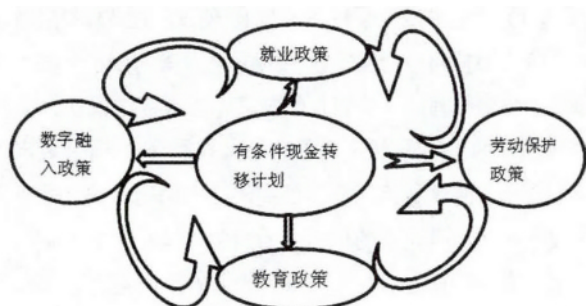 就业政策
数字融
入政策
有条件现金转
移计划
劳动保护
政策
教育政策